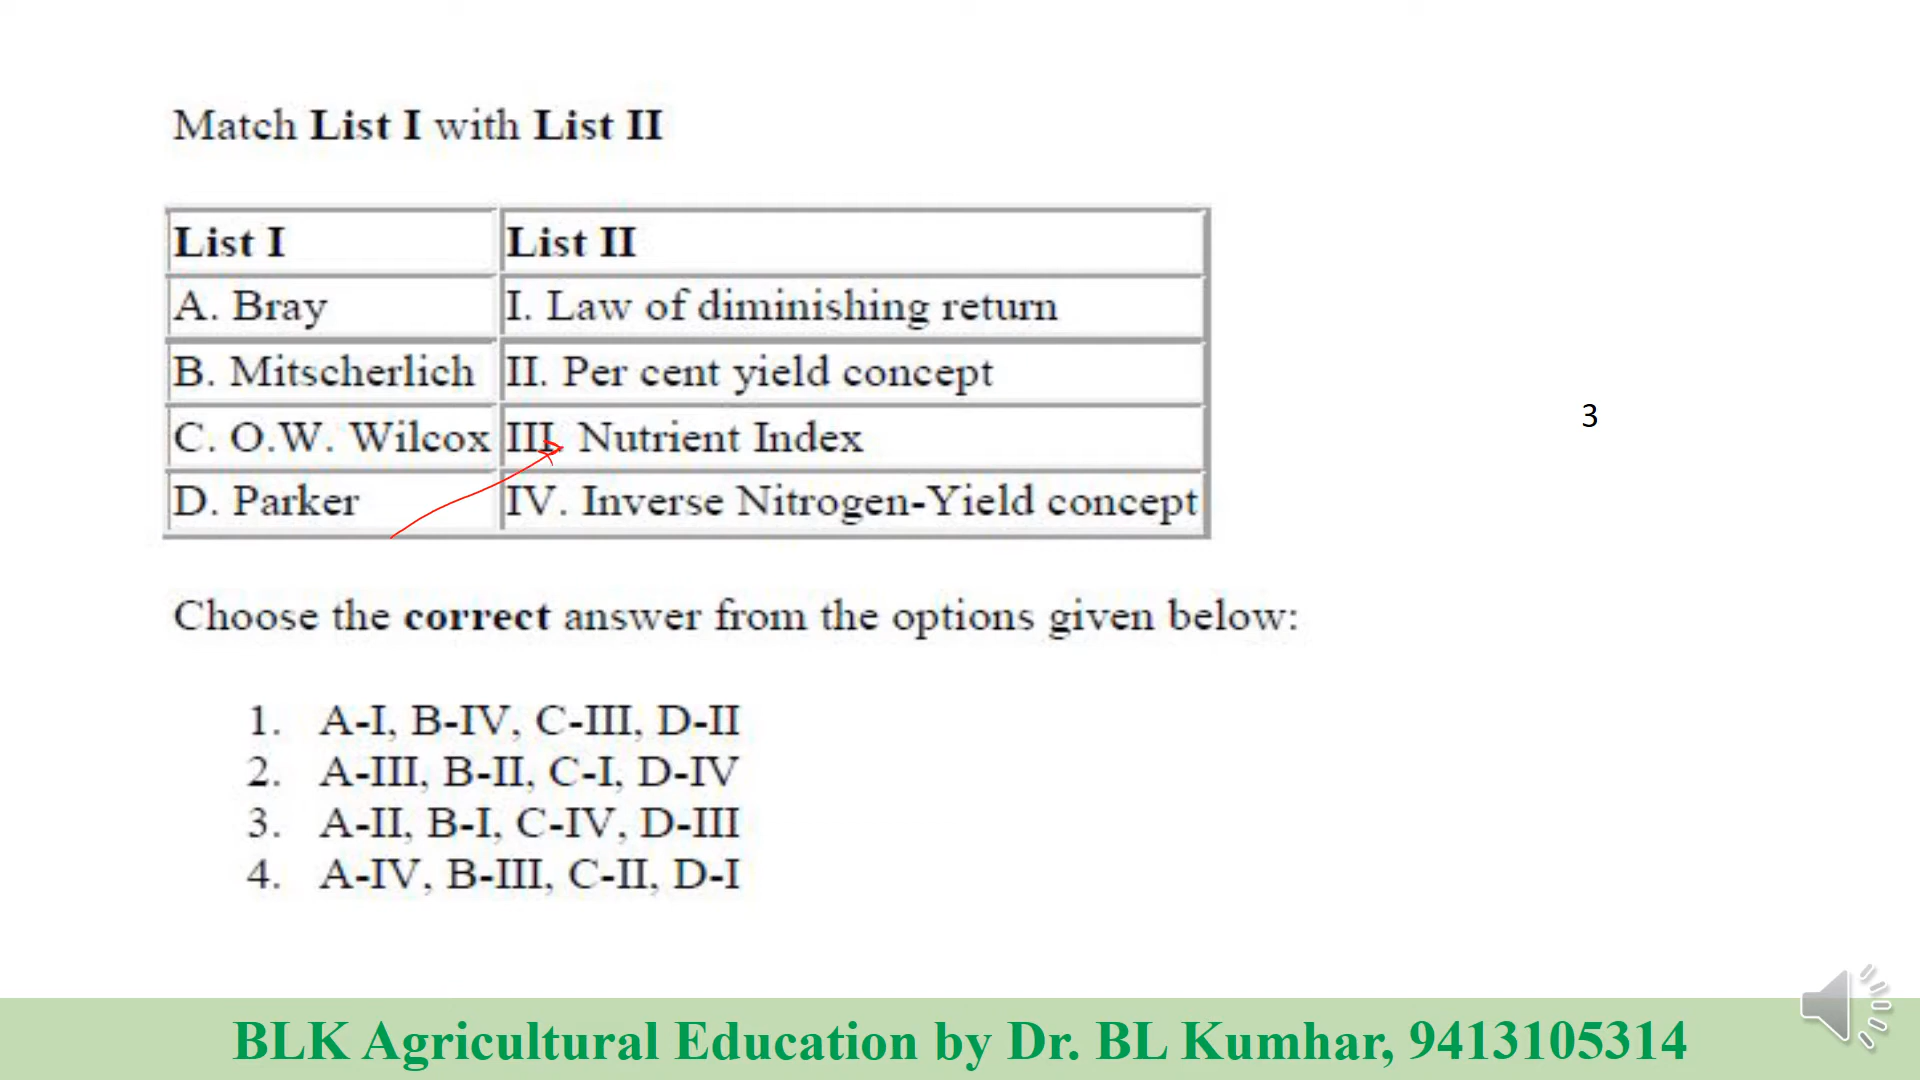 Match List I with List II
List I List II
A. Bray I. Law of diminishing return
B. Mitscherlich II. Per cent yield concept
C. O.W. Wilcox III. Nutrient Index
D. Parker IV. Inverse Nitrogen-Yield concept
3
Choose the correct answer from the options given below:
1. A-I, B-IV, C-III, D-II
2. A-III, B-II, C-I, D-IV
3. A-II, B-I, C-IV, D-III
4. A-IV, B-III, C-II, D-I
BLK Agricultural Education by Dr. BL Kumhar, 9413105314